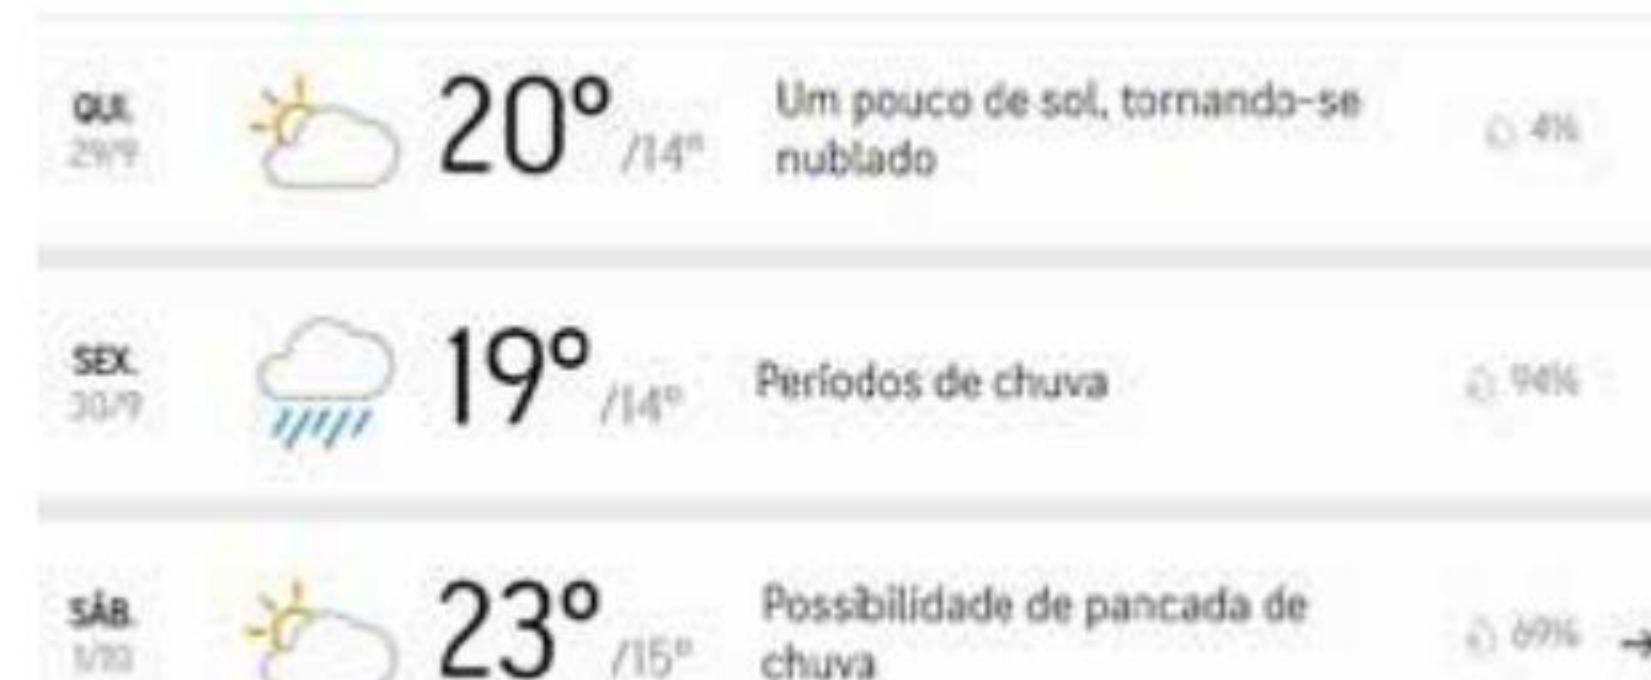 QUI.
29/9
20°
/14°
Um pouco de sol, tornando-se
nublado
4%
SEX.
30/9
19°
/14°
Períodos de chuva
94%
SÁB.
1/10
23°
/15°
Possibilidade de pancada de
chuva
69%